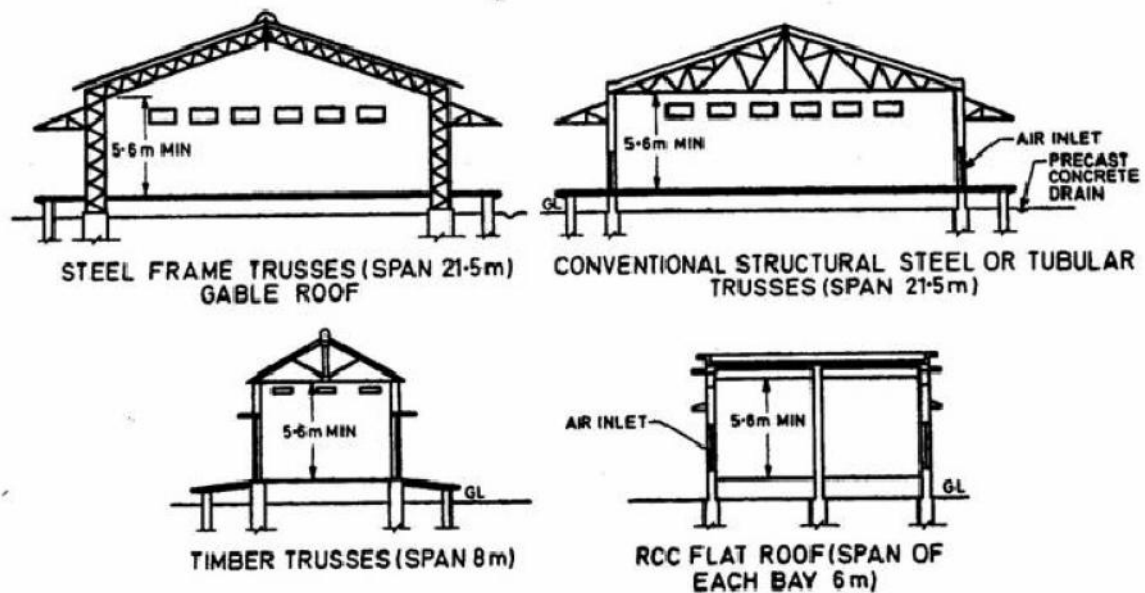 5·6m MIN
STEEL FRAME TRUSSES (SPAN 21·5m)
GABLE ROOF
5·6m MIN
AIR INLET
PRECAST
CONCRETE
DRAIN
GL
CONVENTIONAL STRUCTURAL STEEL OR TUBULAR
TRUSSES (SPAN 21·5m)
5·6m MIN
GL
TIMBER TRUSSES (SPAN 8m)
AIR INLET
5·6m MIN
GL
RCC FLAT ROOF (SPAN OF
EACH BAY 6m)